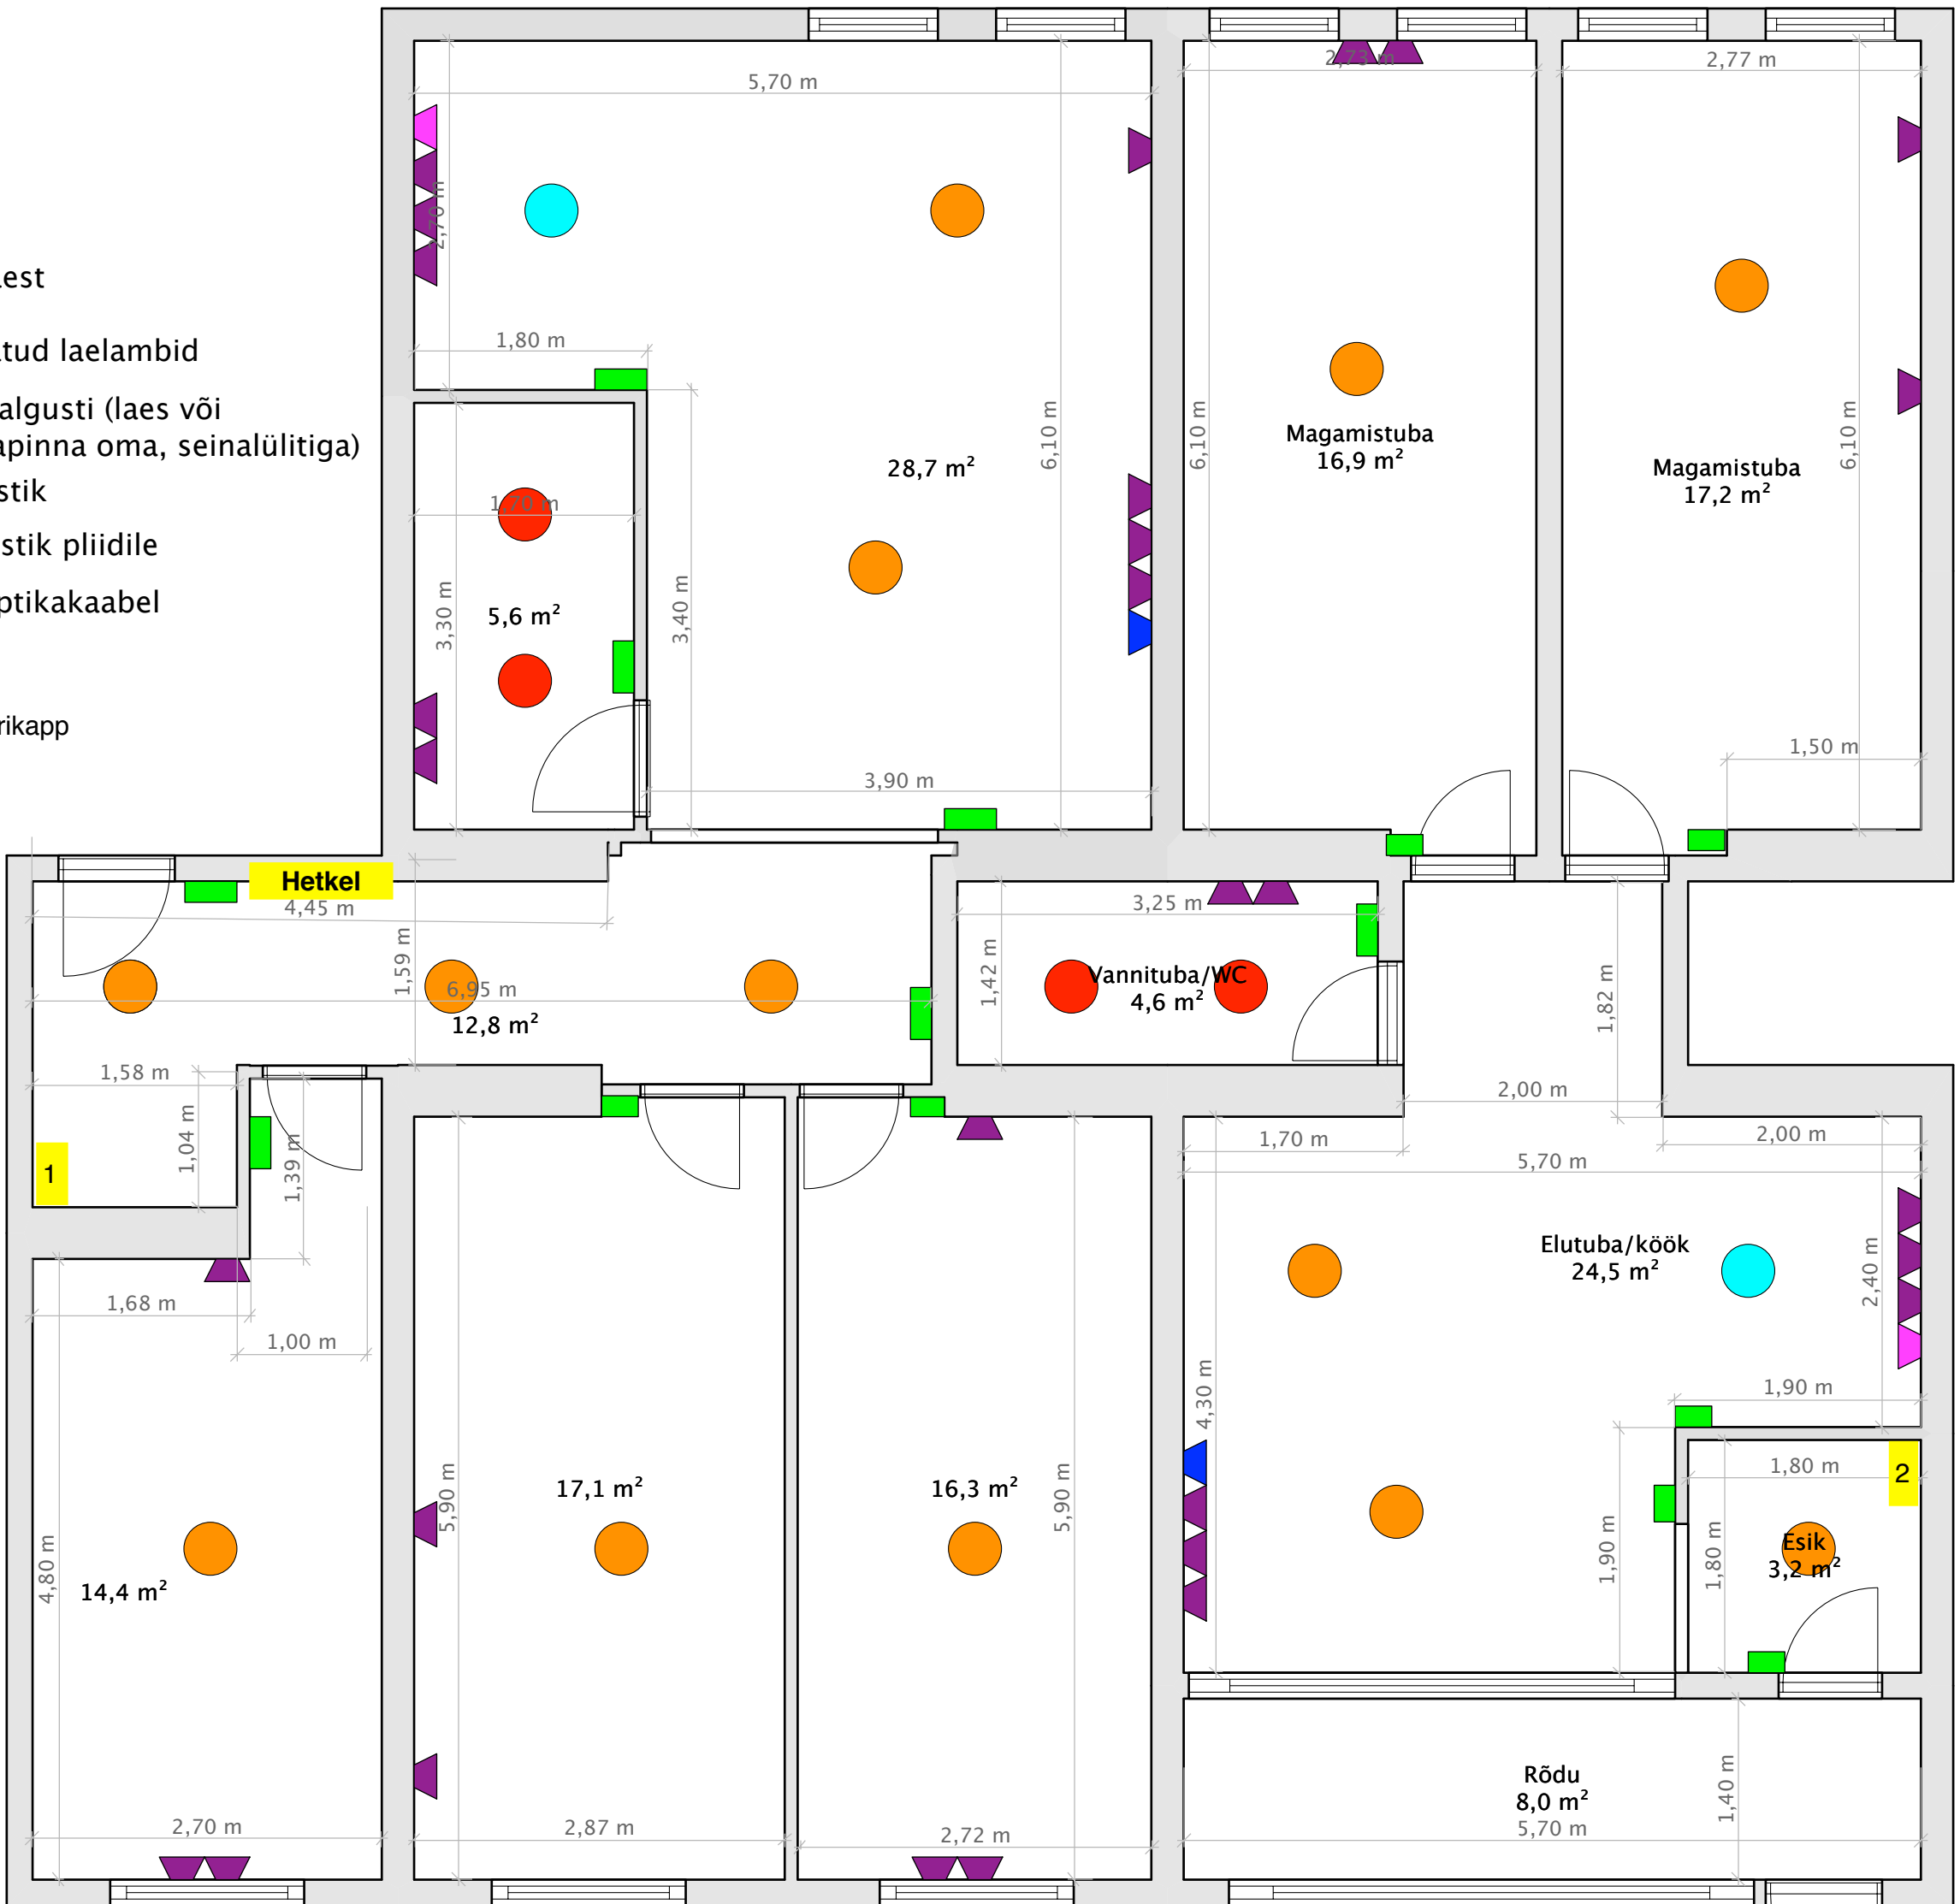 est
tud laelambid
algusti (laes või
apinna oma, seinalülitiga)
stik
stik pliidile
ptikakaabel
rikapp
5,70 m
2,70 m
1,80 m
28,7 m²
6,10 m
1,70 m
3,30 m
5,6 m²
3,40 m
3,90 m
2,73 m
6,10 m
Magamistuba
16,9 m²
2,77 m
Magamistuba
17,2 m²
6,10 m
1,50 m
Hetkel
4,45 m
1,59 m
6,95 m
12,8 m²
1,58 m
1,04 m
1,39 m
1
3,25 m
1,42 m
Vannituba/WC
4,6 m²
1,82 m
2,00 m
1,70 m
2,00 m
5,70 m
Elutuba/köök
24,5 m²
2,40 m
4,30 m
1,90 m
1,90 m
1,80 m
2
1,80 m
Esik
3,2 m²
1,68 m
1,00 m
4,80 m
14,4 m²
2,70 m
5,90 m
17,1 m²
2,87 m
16,3 m²
5,90 m
2,72 m
Rõdu
8,0 m²
5,70 m
1,40 m